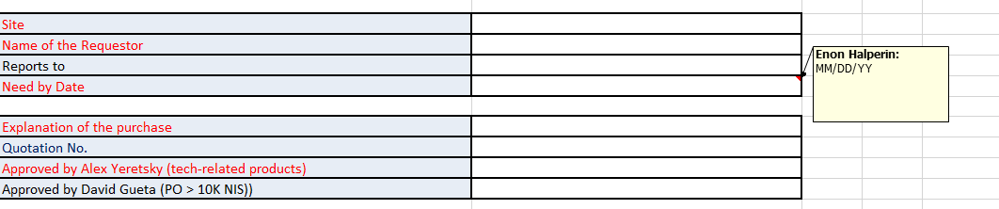 Site
Name of the Requestor
Reports to
Need by Date
Enon Halperin:
MM/DD/YY
Explanation of the purchase
Quotation No.
Approved by Alex Yeretsky (tech-related products)
Approved by David Gueta (PO > 10K NIS))